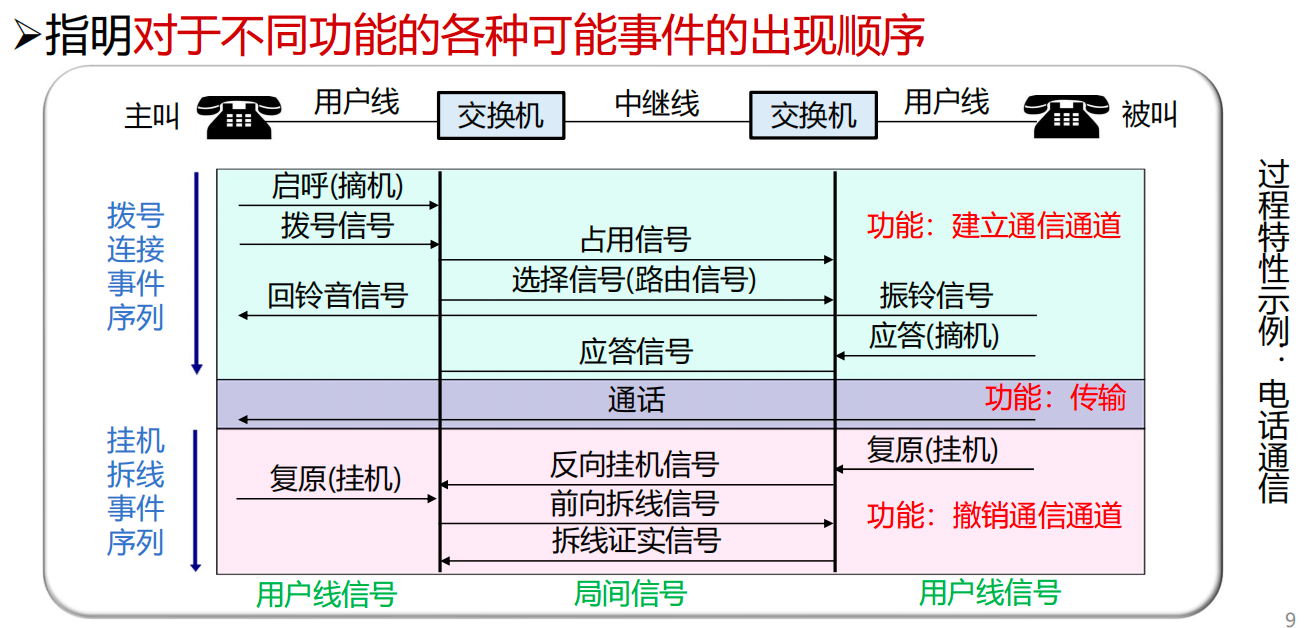 ➢指明对于不同功能的各种可能事件的出现顺序
主叫
用户线
交换机
中继线
交换机
用户线
被叫
拨号
连接
事件
序列
启呼(摘机)
拨号信号
占用信号
功能：建立通信通道
选择信号(路由信号)
回铃音信号
振铃信号
应答(摘机)
应答信号
通话
功能：传输
挂机
拆线
事件
序列
复原(挂机)
反向挂机信号
复原(挂机)
前向拆线信号
功能：撤销通信通道
拆线证实信号
用户线信号
局间信号
用户线信号
过程特性示例：电话通信
9